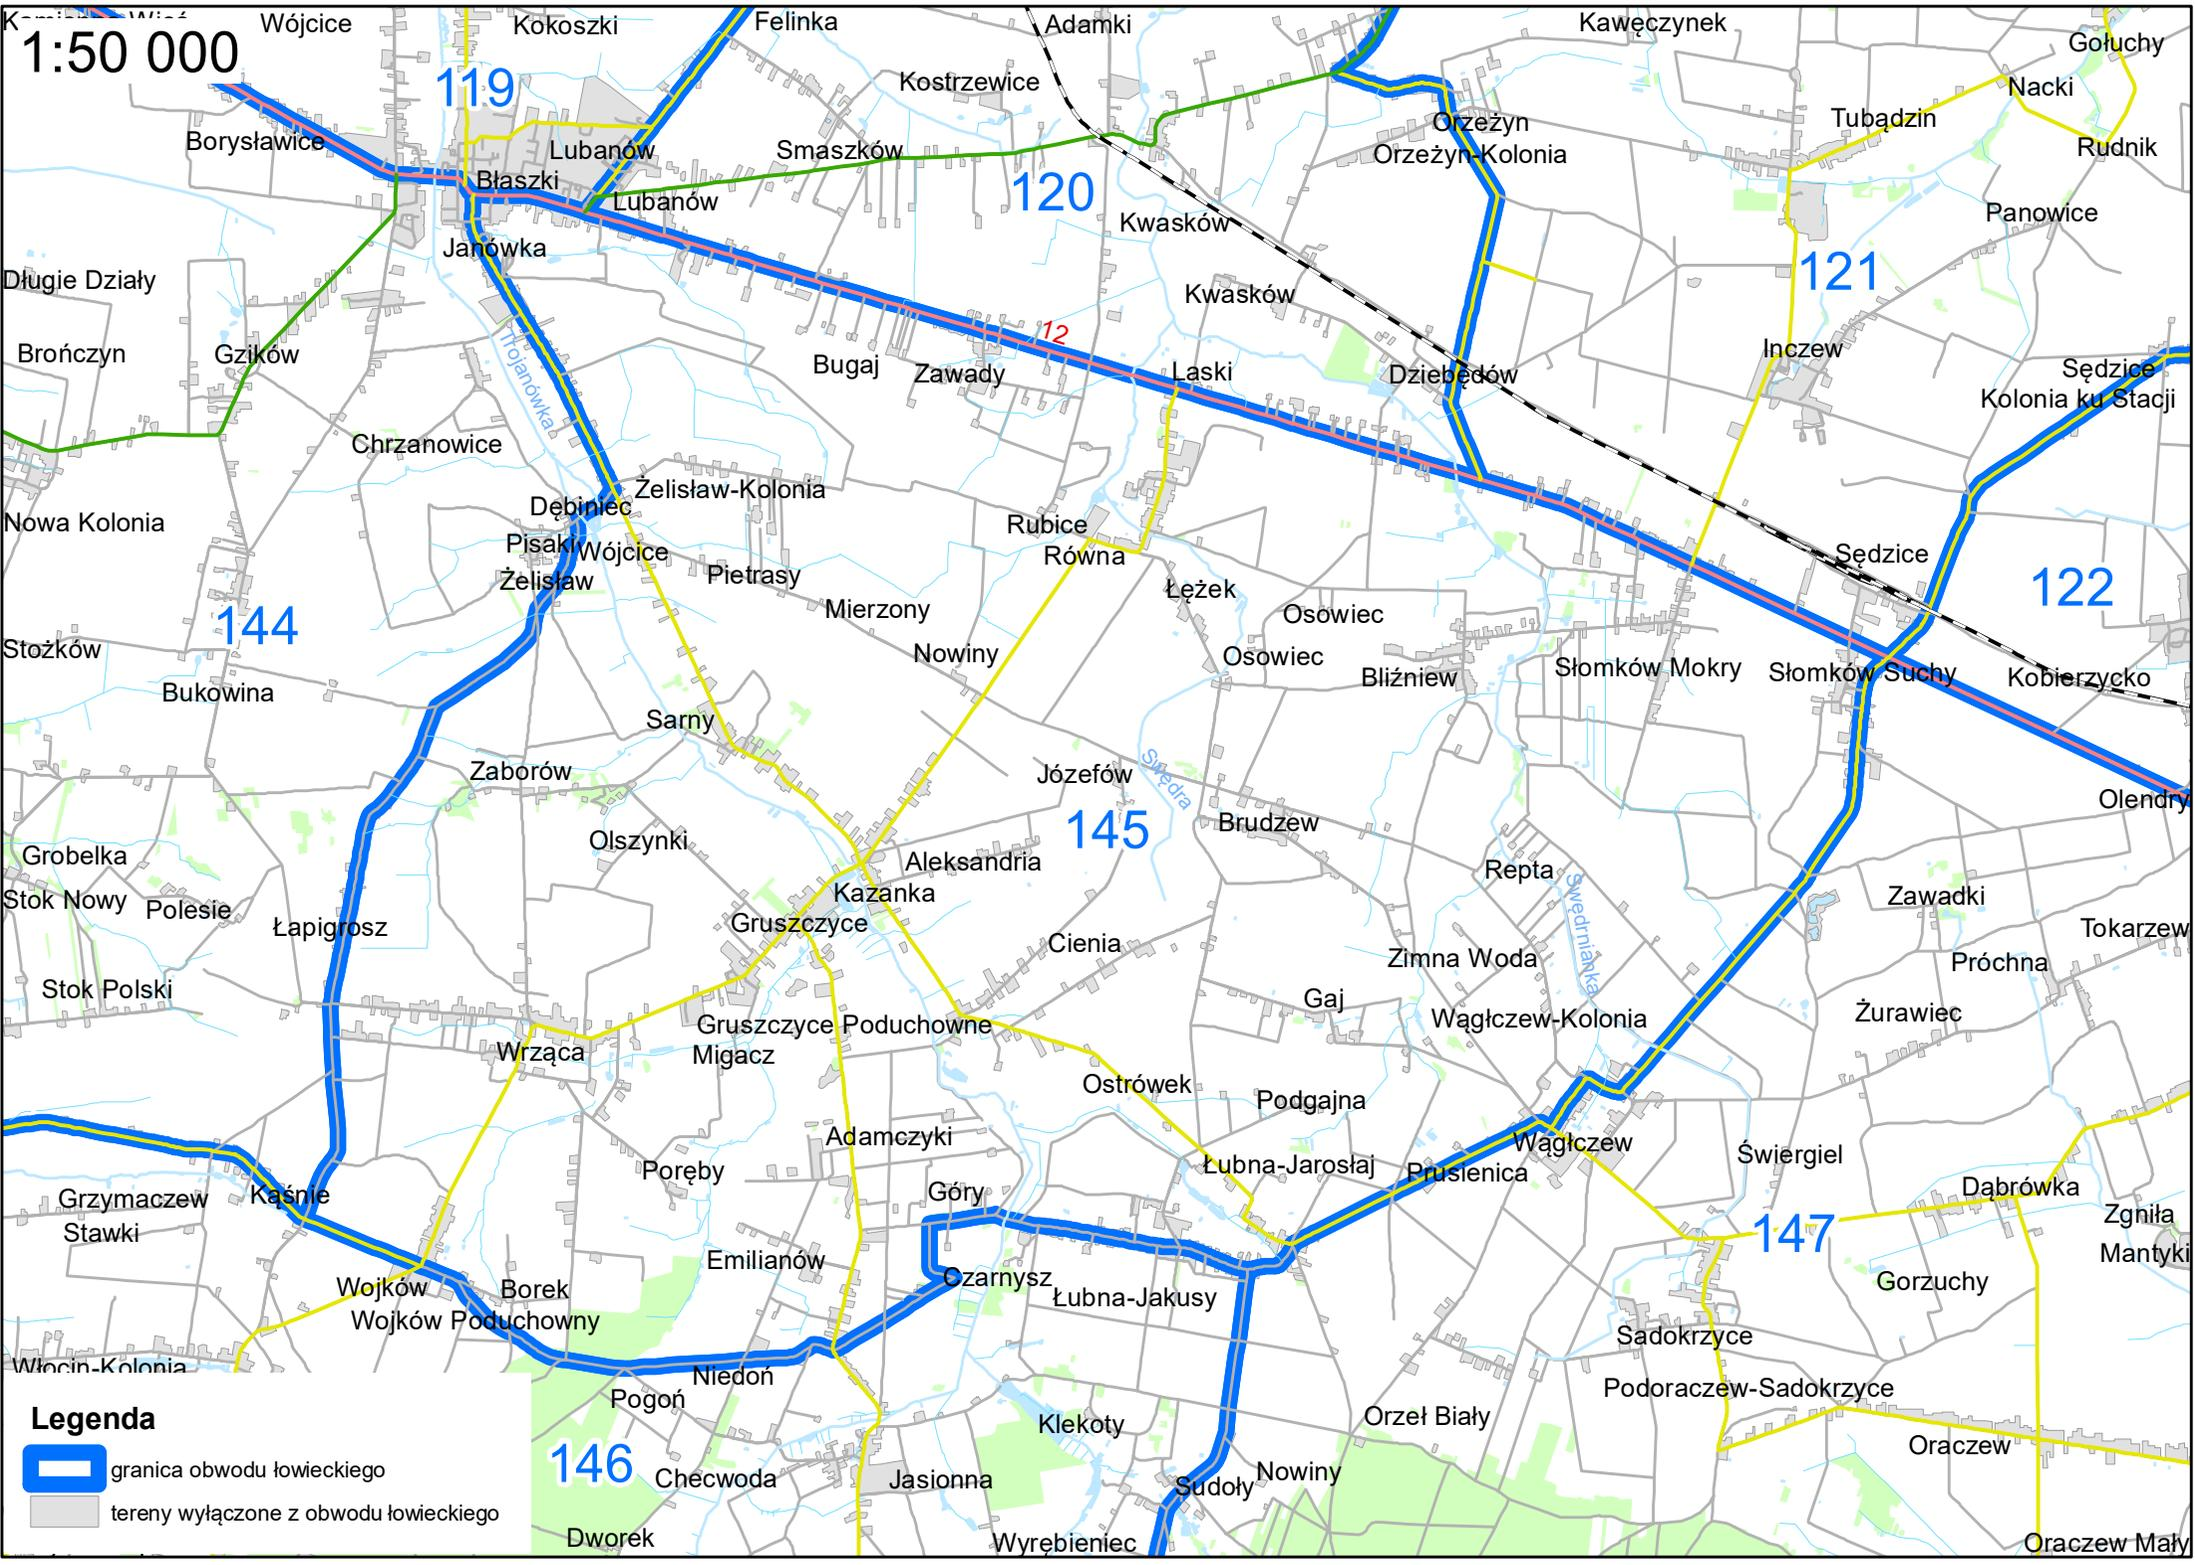 Wójcice
Kokoszki
Felinka
Adamki
Kawęczynek
Gołuchy
1:50 000
119
Kostrzewice
Nacki
Tubądzin
Orzeżyn
Orzeżyn-Kolonia
Rudnik
Borysławice
Lubanów
Smaszków
Błaszki
Lubanów
120
Kwasków
Panowice
Janówka
121
Długie Działy
Kwasków
12
Brończyn
Gzików
Trojanówka
Bugaj
Zawady
Laski
Dziebędów
Inczew
Sędzice
Kolonia ku Stacji
Chrzanowice
Żelisław-Kolonia
Dębiniec
Nowa Kolonia
Rubice
Równa
Pisaki
Wójcice
Sędzice
Żelisław
Pietrasy
Łężek
122
Mierzony
Osowiec
144
Stożków
Nowiny
Osowiec
Bliźniew
Słomków Mokry
Słomków Suchy
Kobierzycko
Bukowina
Sarny
Zaborów
Józefów
Swędra
Olendry
Olszynki
145
Brudzew
Grobelka
Aleksandria
Repta
Stok Nowy
Polesie
Kazanka
Swędrnianka
Zawadki
Łapigrosz
Gruszczyce
Cienia
Tokarzew
Zimna Woda
Próchna
Stok Polski
Gaj
Żurawiec
Gruszczyce Poduchowne
Wągłczew-Kolonia
Wrząca
Migacz
Ostrówek
Podgajna
Adamczyki
Wągłczew
Świergiel
Poręby
Łubna-Jarosłaj
Prusienica
Grzymaczew
Kąśnie
Góry
Dąbrówka
Stawki
Zgniła
147
Mantyki
Emilianów
Wojków
Borek
Czarnysz
Łubna-Jakusy
Gorzuchy
Wojków Poduchowny
Sadokrzyce
Włocin-Kolonia
Niedoń
Pogoń
Podoraczew-Sadokrzyce
Legenda
Klekoty
Orzeł Biały
Oraczew
granica obwodu łowieckiego
146
Checwoda
Jasionna
Sudoły
Nowiny
tereny wyłączone z obwodu łowieckiego
Dworek
Wyrębieniec
Oraczew Mały